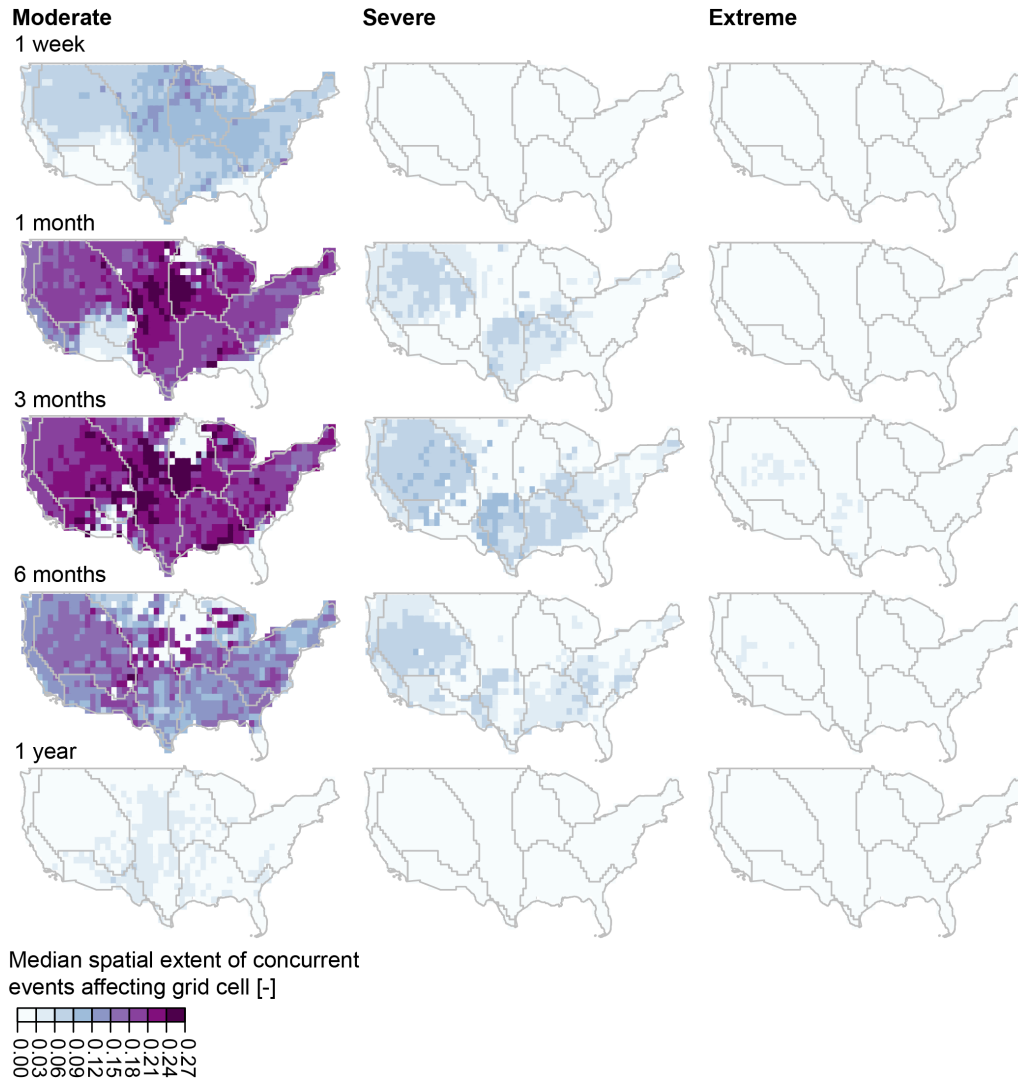 Moderate
Severe
Extreme
1 week
1 month
3 months
6 months
1 year
Median spatial extent of concurrent
events affecting grid cell [-]
0.00
0.03
0.06
0.09
0.12
0.15
0.18
0.21
0.24
0.27